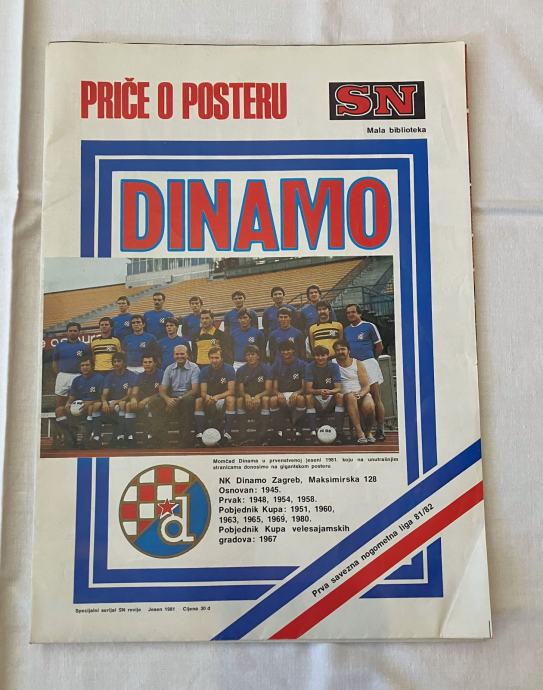 PRIČE O POSTERU
SN
Mala biblioteka
DINAMO
Momčad Dinama u prvenstvenoj jeseni 1981. koju na unutrašnjim
stranicama donosimo na gigantskom posteru
NK Dinamo Zagreb, Maksimirska 128
Osnovan: 1945.
Prvak: 1948, 1954, 1958.
Pobjednik Kupa: 1951, 1960,
1963, 1965, 1969, 1980.
Pobjednik Kupa velesajamskih
gradova: 1967
d
Prva savezna nogometna liga 81/82
Specijalni serijal SN revije Jesen 1981 Cijena 30 d